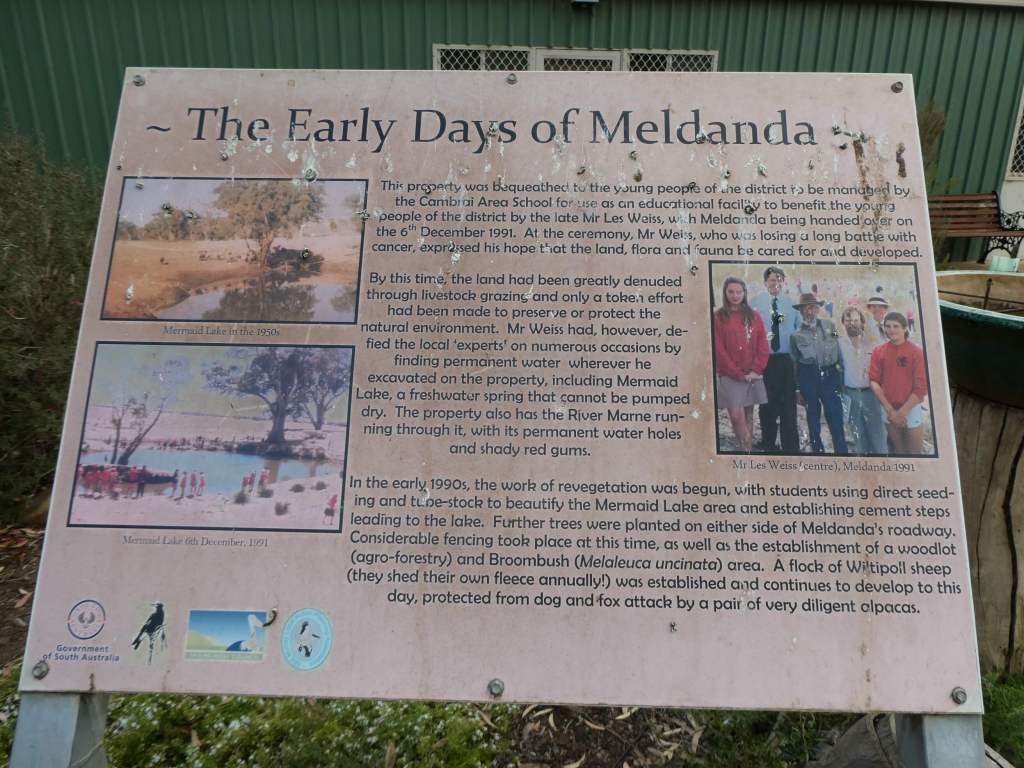 ~ The Early Days of Meldanda ~
This property was bequeathed to the young people of the district to be managed by
the Cambrai Area School for use as an educational facility to benefit the young
people of the district by the late Mr Les Weiss, with Meldanda being handed over on
the 6th December 1991. At the ceremony, Mr Weiss, who was losing a long battle with
cancer, expressed his hope that the land, flora and fauna be cared for and developed.
By this time, the land had been greatly denuded
through livestock grazing and only a token effort
had been made to preserve or protect the
natural environment. Mr Weiss had, however, de-
fied the local 'experts' on numerous occasions by
finding permanent water wherever he
excavated on the property, including Mermaid
Lake, a freshwater spring that cannot be pumped
dry. The property also has the River Marne run-
ning through it, with its permanent water holes
and shady red gums.
Mermaid Lake in the 1950s
Mr Les Weiss (centre), Meldanda 1991
In the early 1990s, the work of revegetation was begun, with students using direct seed-
ing and tube-stock to beautify the Mermaid Lake area and establishing cement steps
leading to the lake. Further trees were planted on either side of Meldanda's roadway.
Considerable fencing took place at this time, as well as the establishment of a woodlot
(agro-forestry) and Broombush (Melaleuca uncinata) area. A flock of Wiltipoll sheep
(they shed their own fleece annually!) was established and continues to develop to this
day, protected from dog and fox attack by a pair of very diligent alpacas.
Mermaid Lake 6th December, 1991
Government
of South Australia